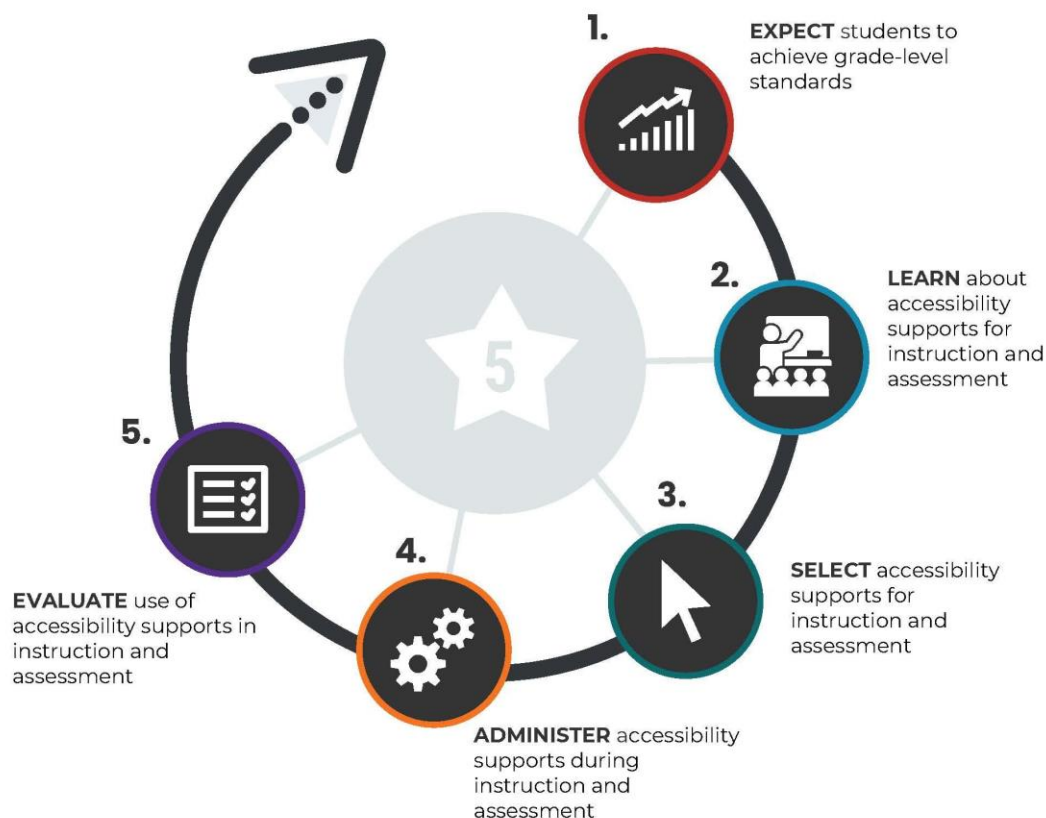 1.
EXPECT students to
achieve grade-level
standards
2.
LEARN about
accessibility
supports for
instruction and
assessment
5
3.
SELECT accessibility
supports for
instruction and
assessment
4.
ADMINISTER accessibility
supports during
instruction and
assessment
5.
EVALUATE use of
accessibility supports in
instruction and
assessment